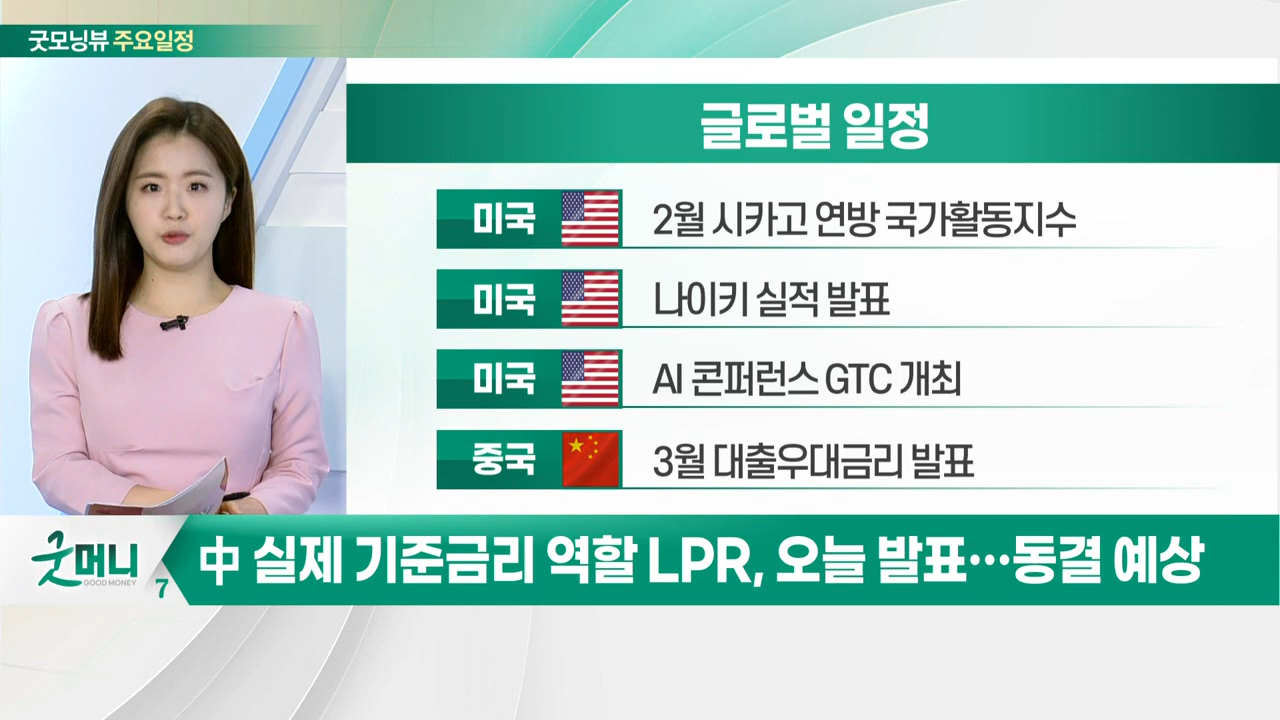 굿모닝뷰 주요일정
글로벌 일정
미국 2월 시카고 연방 국가활동지수
미국 나이키 실적 발표
미국 AI 콘퍼런스 GTC 개최
중국 3월 대출우대금리 발표
굿머니
GOOD MONEY
7
中 실제 기준금리 역할 LPR, 오늘 발표…동결 예상